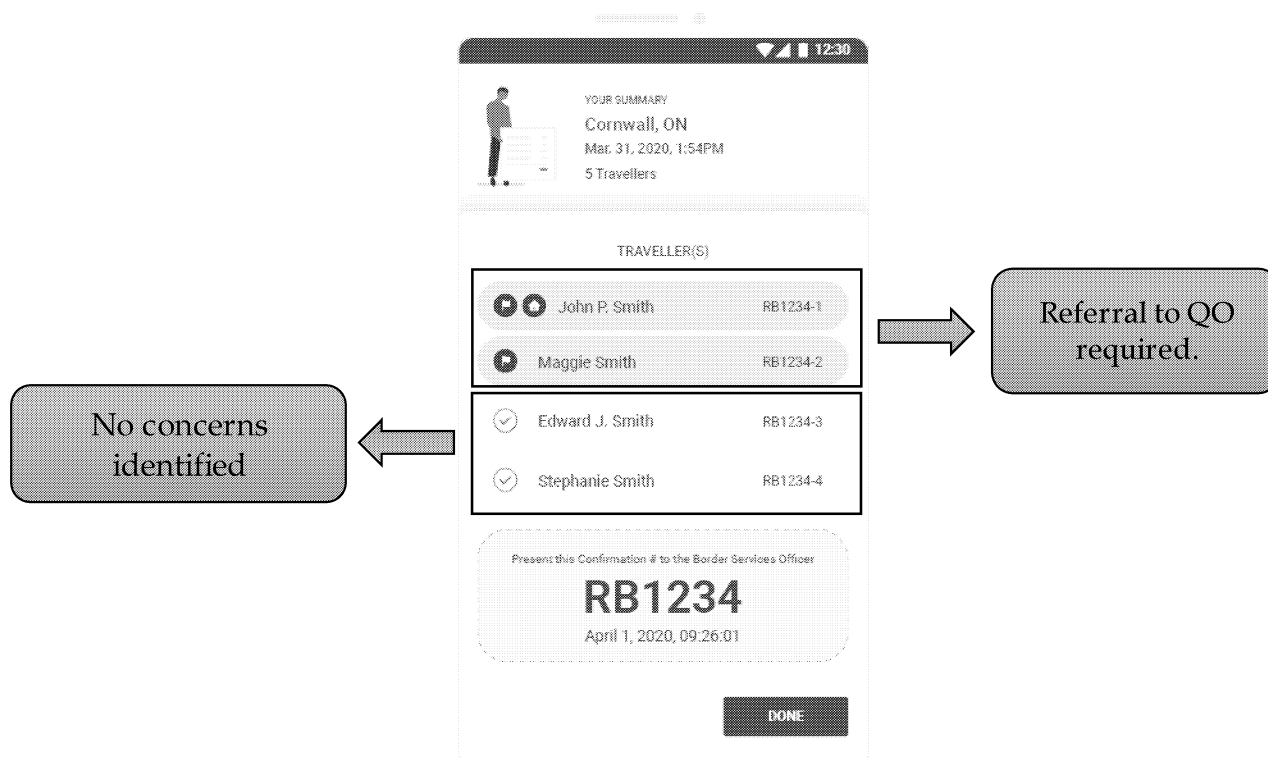 12:30
YOUR SUMMARY
Cornwall, ON
Mar. 31, 2020, 1:54PM
5 Travellers
TRAVELLER(S)
John P. Smith RB1234-1
Maggie Smith RB1234-2
Referral to QO
required.
No concerns
identified
Edward J. Smith RB1234-3
Stephanie Smith RB1234-4
Present this Confirmation # to the Border Services Officer
RB1234
April 1, 2020, 09:26:01
DONE